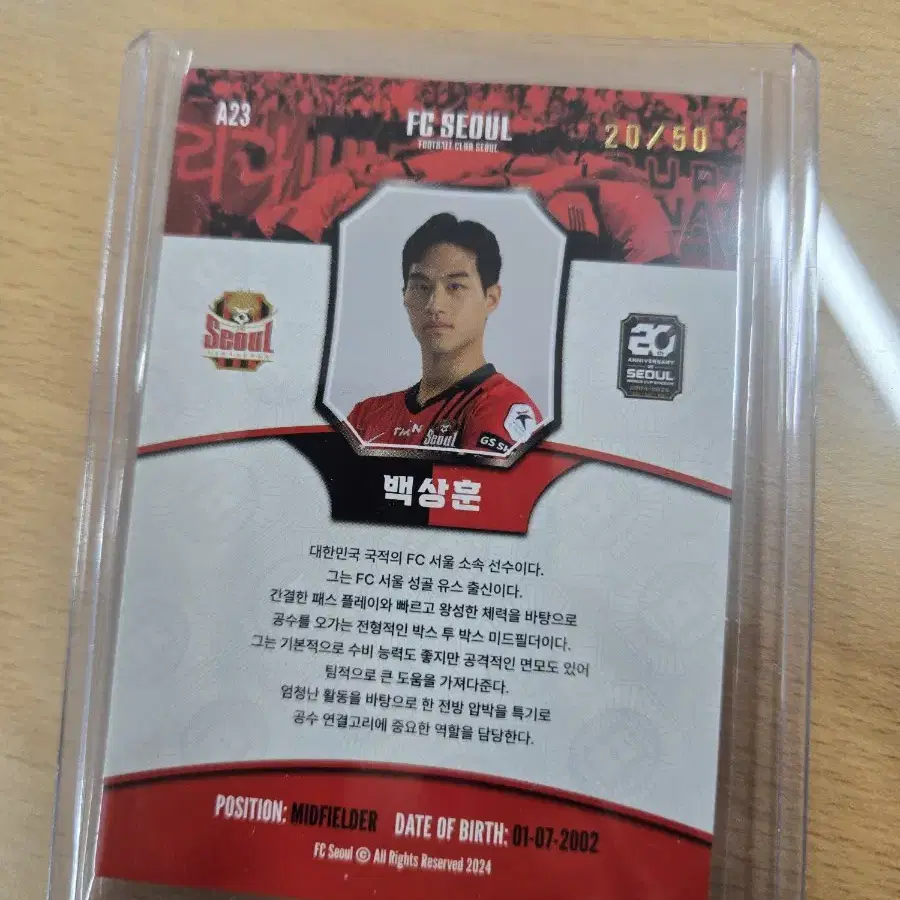 A23
FC SEOUL
FOOTBALL CLUB SEOUL
20/50
Seoul
20th
ANNIVERSARY
SEOUL
WORLD CUP STADIUM
Seoul
GS SH
백상훈
대한민국 국적의 FC 서울 소속 선수이다.
그는 FC 서울 성골 유스 출신이다.
간결한 패스 플레이와 빠르고 왕성한 체력을 바탕으로
공수를 오가는 전형적인 박스 투 박스 미드필더이다.
그는 기본적으로 수비 능력도 좋지만 공격적인 면모도 있어
팀적으로 큰 도움을 가져다준다.
엄청난 활동을 바탕으로 한 전방 압박을 특기로
공수 연결고리에 중요한 역할을 담당한다.
POSITION: MIDFIELDER DATE OF BIRTH: 01-07-2002
FC Seoul ⓒ All Rights Reserved 2024